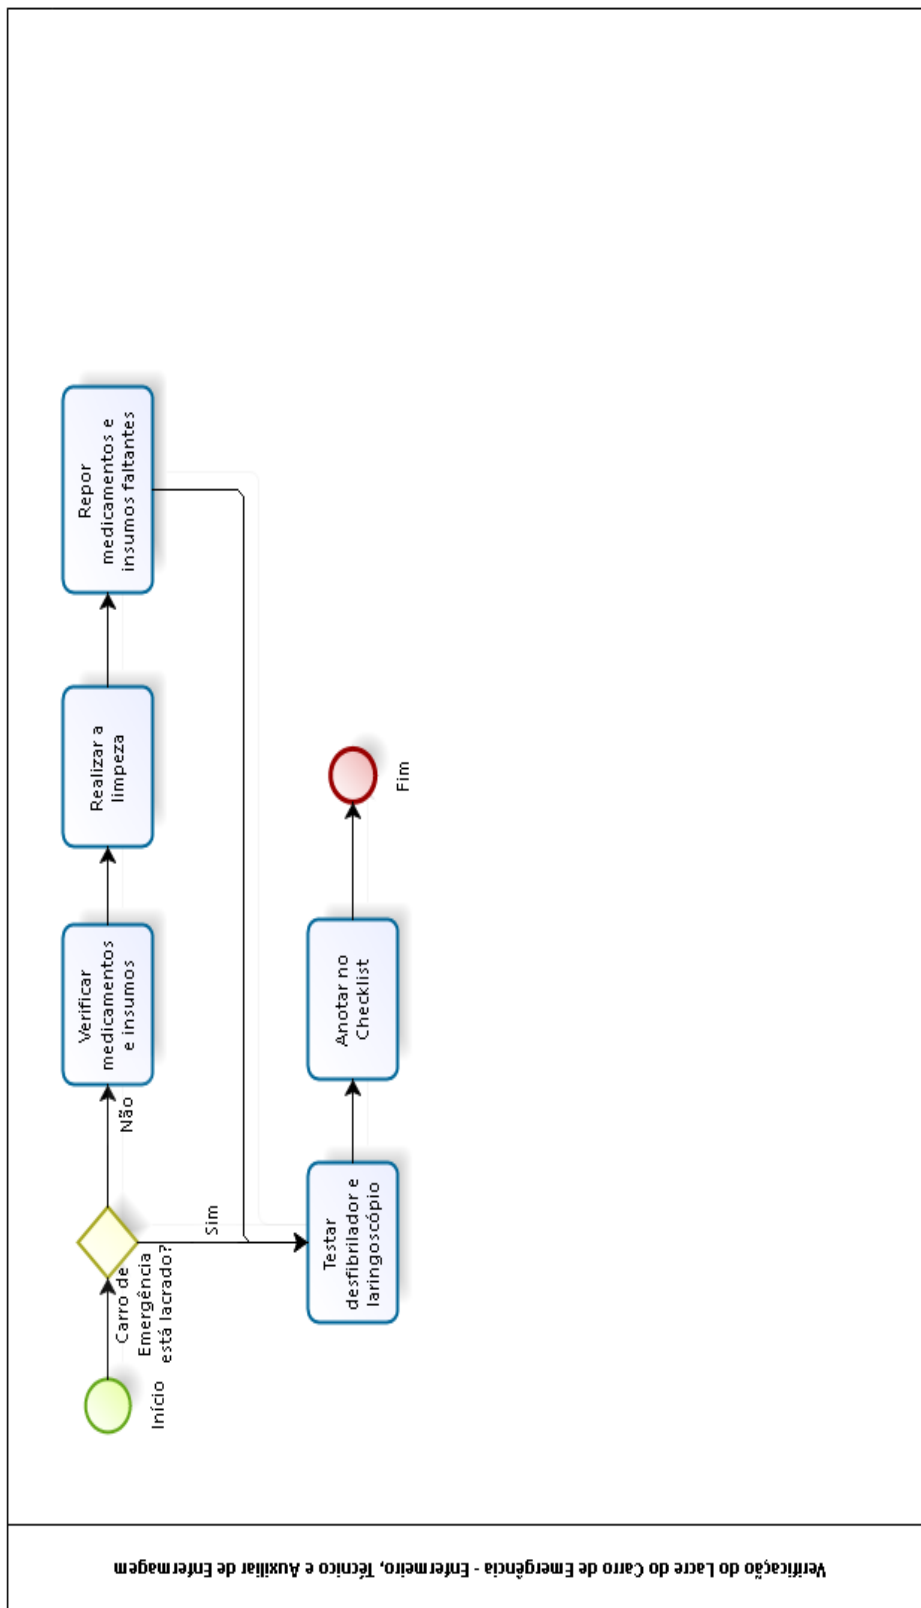 Verificação do Lacre do Carro de Emergência - Enfermeiro, Técnico e Auxiliar de Enfermagem
Início
Carro de
Emergência
está lacrado?
Não
Verificar
medicamentos
e insumos
Realizar a
limpeza
Repor
medicamentos e
insumos faltantes
Sim
Testar
desfibrilador e
laringoscópio
Anotar no
Checklist
Fim